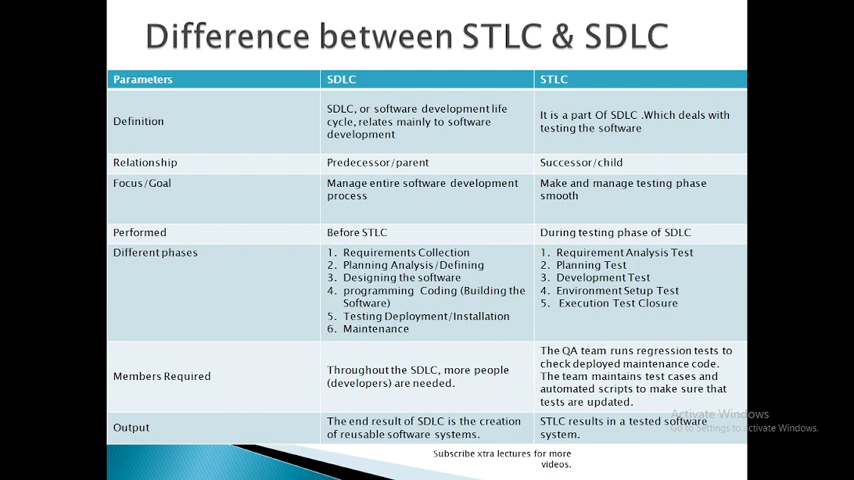 Difference between STLC & SDLC
Parameters SDLC STLC
Definition
SDLC, or software development life
cycle, relates mainly to software
development
It is a part Of SDLC .Which deals with
testing the software
Relationship Predecessor/parent Successor/child
Focus/Goal
Manage entire software development
process
Make and manage testing phase
smooth
Performed Before STLC During testing phase of SDLC
Different phases
1. Requirements Collection
2. Planning Analysis/Defining
3. Designing the software
4. programming Coding (Building the
Software)
5. Testing Deployment/Installation
6. Maintenance
1. Requirement Analysis Test
2. Planning Test
3. Development Test
4. Environment Setup Test
5. Execution Test Closure
Members Required
Throughout the SDLC, more people
(developers) are needed.
The QA team runs regression tests to
check deployed maintenance code.
The team maintains test cases and
automated scripts to make sure that
tests are updated.
Output
The end result of SDLC is the creation
of reusable software systems.
STLC results in a tested software
system.
Activate Windows
Go to Settings to activate Windows.
Subscribe xtra lectures for more
videos.